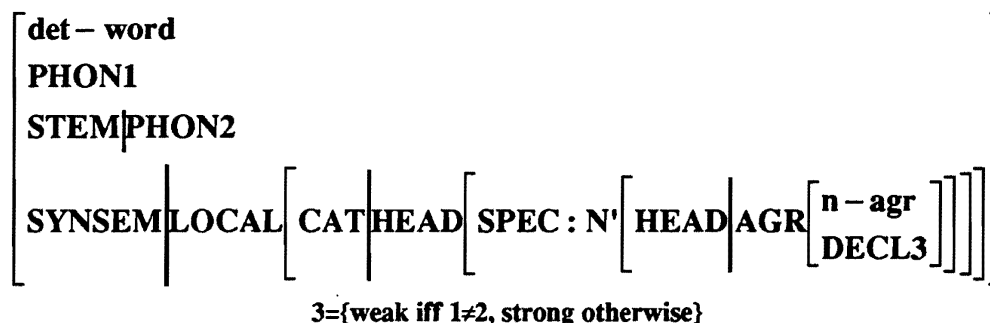 det – word
PHON1
STEM|PHON2
SYNSEM|LOCAL[CAT|HEAD[SPEC : N'[HEAD|AGR[n – agr
DECL3]]]]]
3={weak iff 1≠2, strong otherwise}